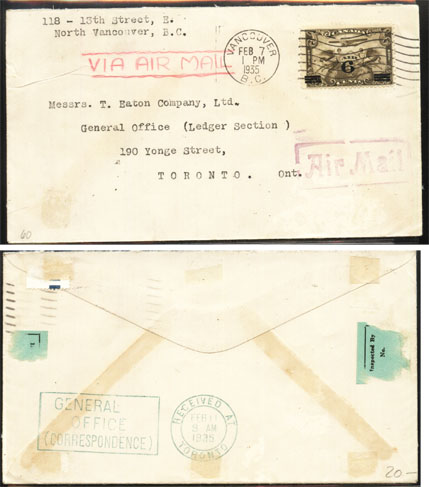 118 - 13th Street, E.
North Vancouver, B.C.
VIA AIR MAIL
VANCOUVER
FEB 7
1 PM
1935
B.C.
CANADA
AIR
6
Messrs. T. Eaton Company, Ltd.
General Office (Ledger Section )
190 Yonge Street,
TORONTO. Ont.
Air Mail
60
Inspected By
No.
GENERAL
OFFICE
(CORRESPONDENCE)
RECEIVED AT
FEB 11
9 AM
1935
TORONTO
20-